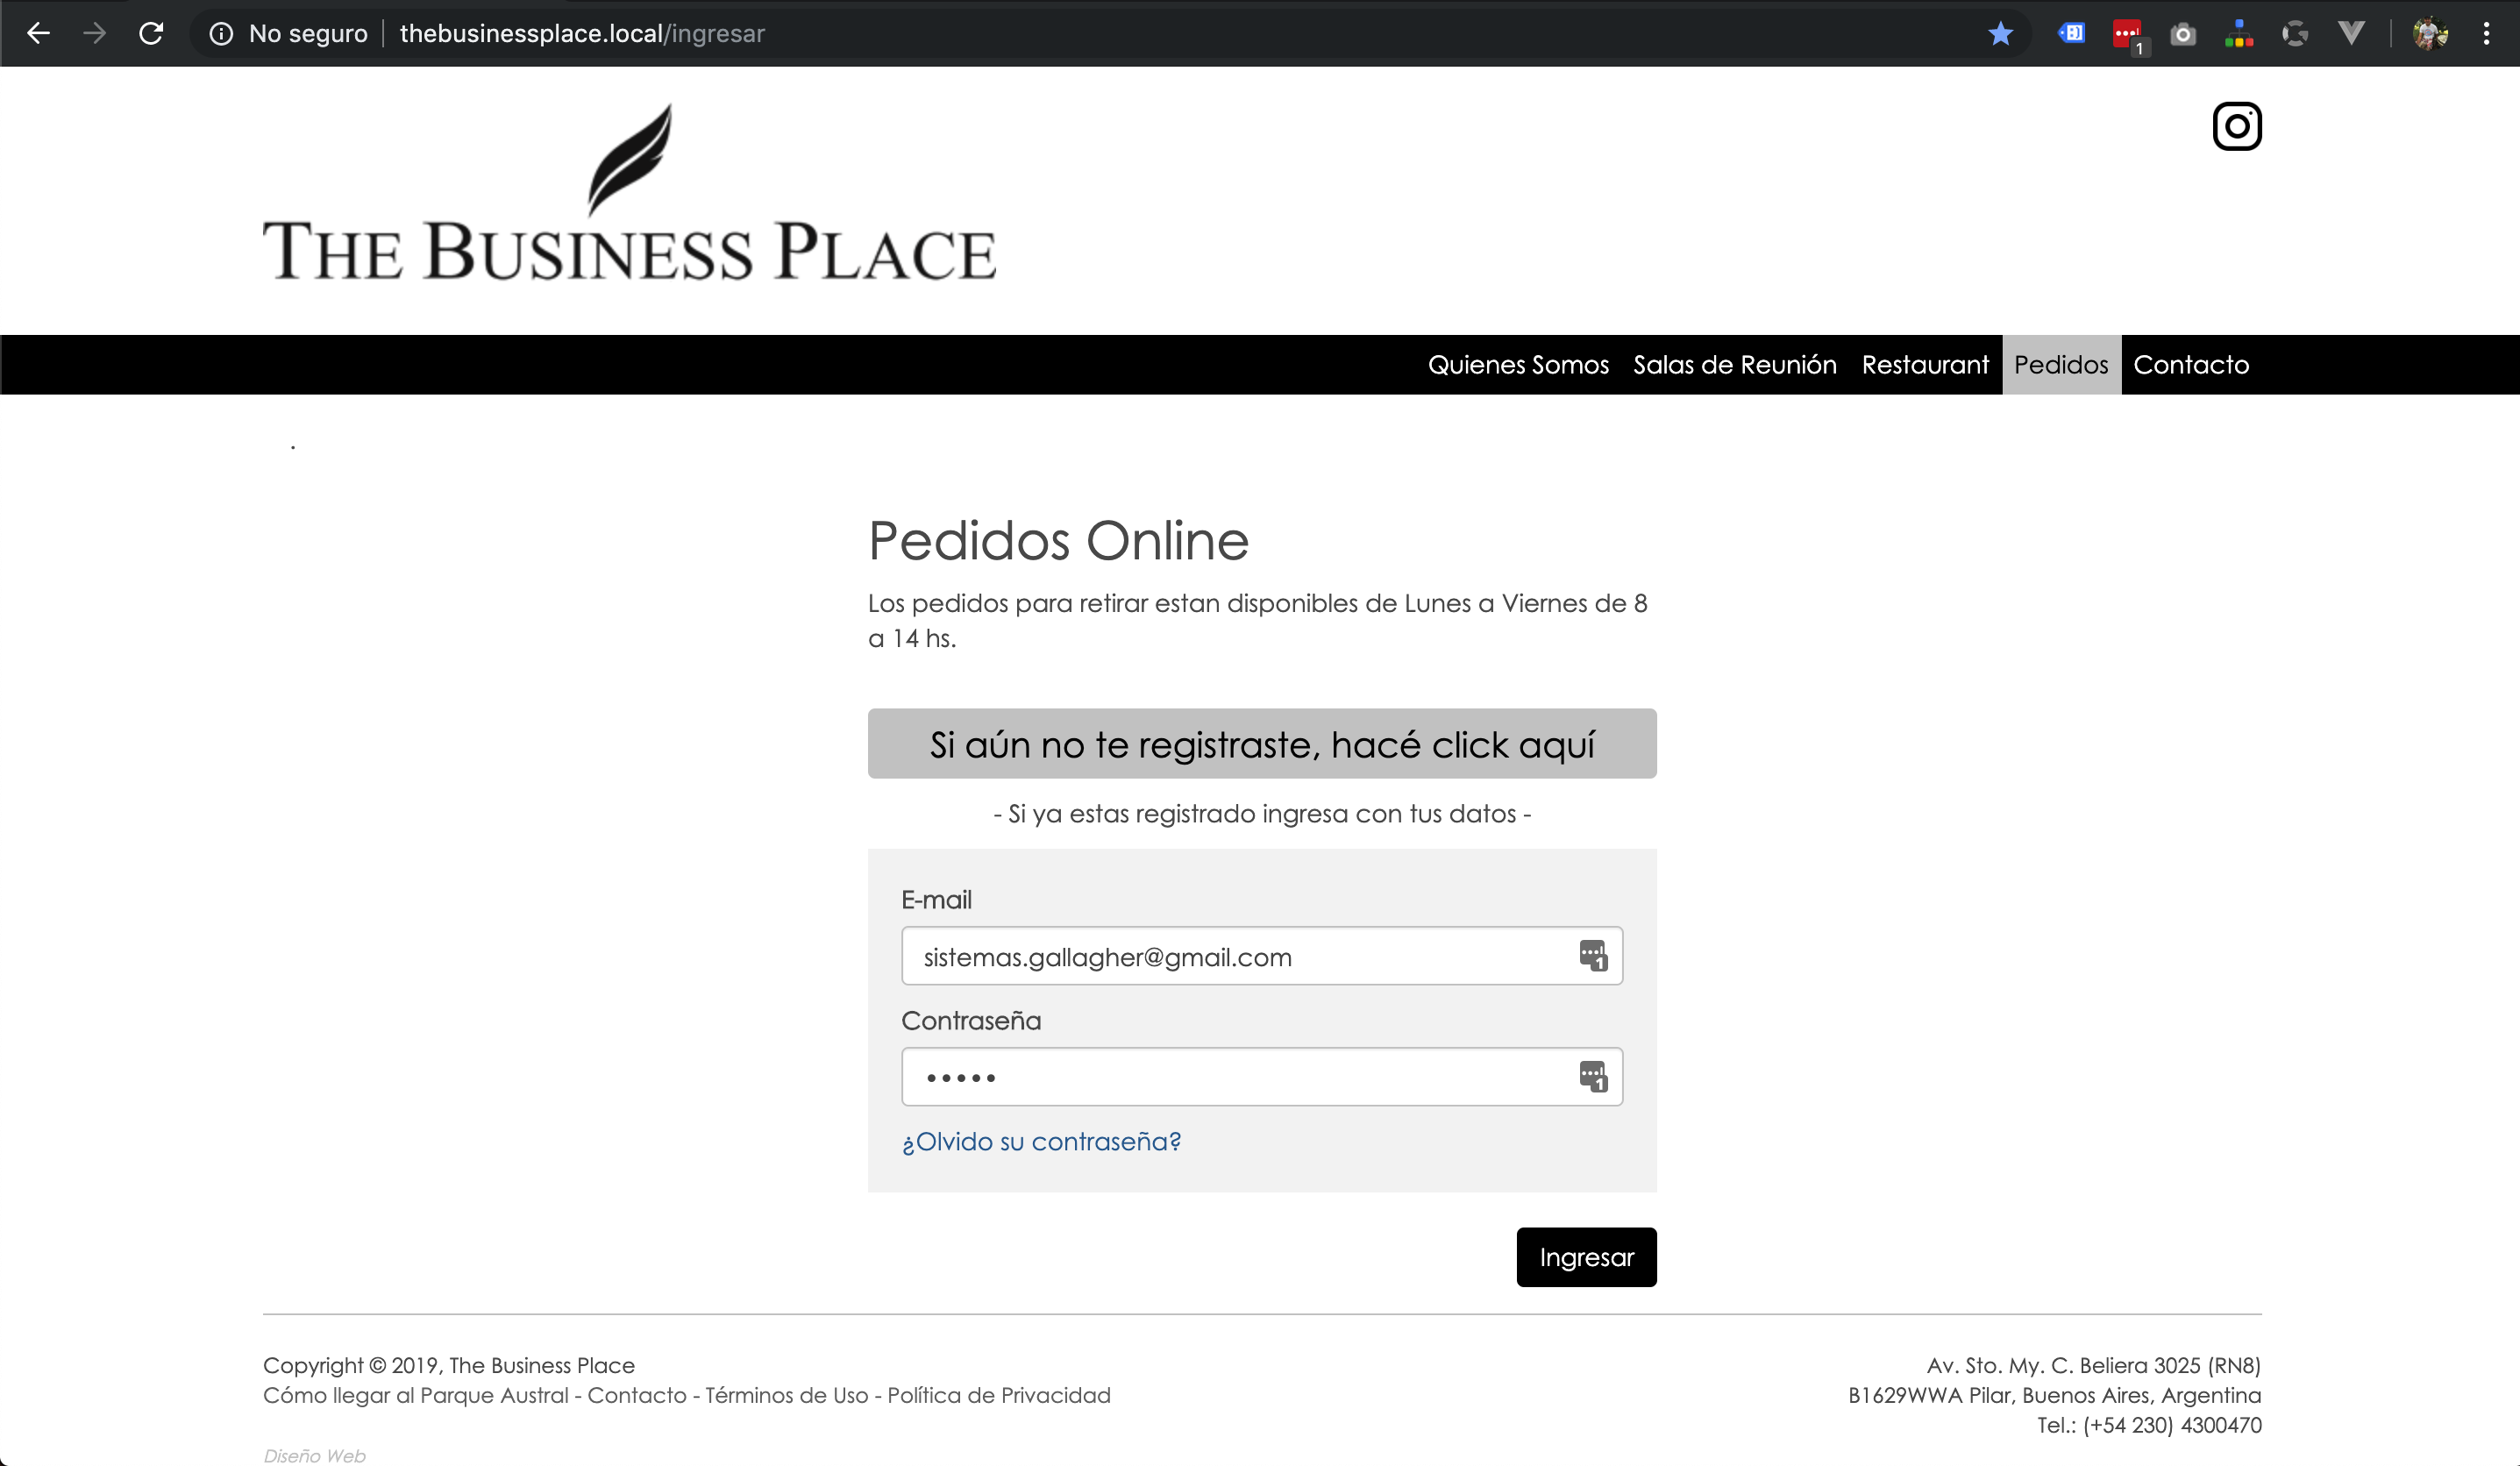 No seguro
thebusinessplace.local/ingresar
1
THE BUSINESS PLACE
Quienes Somos Salas de Reunión Restaurant Pedidos Contacto
.
Pedidos Online
Los pedidos para retirar estan disponibles de Lunes a Viernes de 8
a 14 hs.
Si aún no te registraste, hacé click aquí
- Si ya estas registrado ingresa con tus datos -
E-mail
sistemas.gallagher@gmail.com
1
Contraseña
•••••
1
¿Olvido su contraseña?
Ingresar
Copyright © 2019, The Business Place
Cómo llegar al Parque Austral - Contacto - Términos de Uso - Política de Privacidad
Diseño Web
Av. Sto. My. C. Beliera 3025 (RN8)
B1629WWA Pilar, Buenos Aires, Argentina
Tel.: (+54 230) 4300470